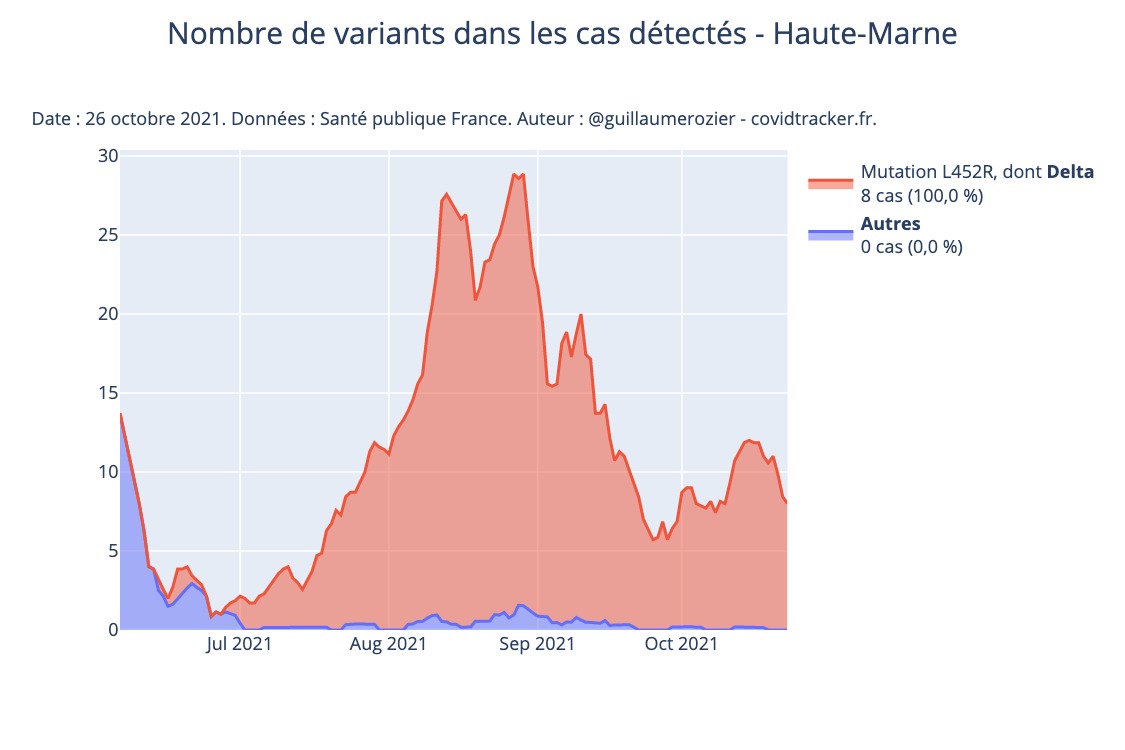 Nombre de variants dans les cas détectés - Haute-Marne
Date : 26 octobre 2021. Données : Santé publique France. Auteur : @guillaumerozier - covidtracker.fr.
30
25
20
15
10
5
0
Jul 2021
Aug 2021
Sep 2021
Oct 2021
Mutation L452R, dont Delta
8 cas (100,0 %)
Autres
0 cas (0,0 %)